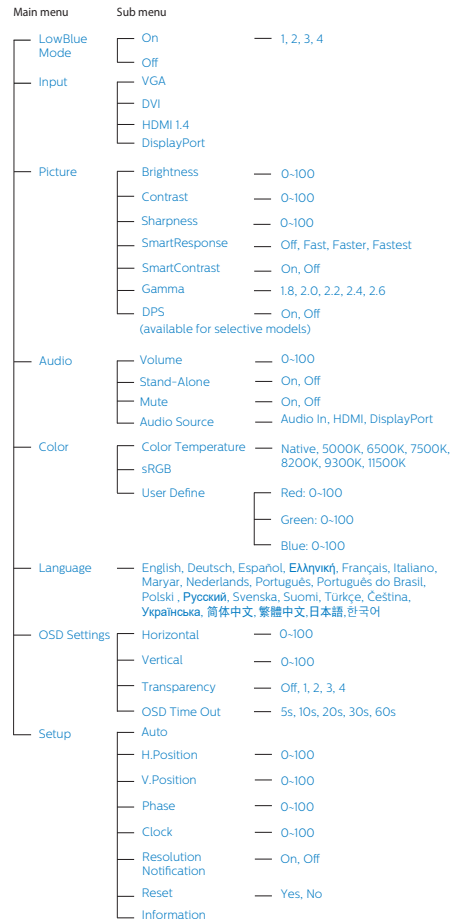 Main menu Sub menu
LowBlue Mode On 1, 2, 3, 4
Off
Input VGA
DVI
HDMI 1.4
DisplayPort
Picture Brightness 0~100
Contrast 0~100
Sharpness 0~100
SmartResponse Off, Fast, Faster, Fastest
SmartContrast On, Off
Gamma 1.8, 2.0, 2.2, 2.4, 2.6
DPS On, Off
(available for selective models)
Audio Volume 0~100
Stand-Alone On, Off
Mute On, Off
Audio Source Audio In, HDMI, DisplayPort
Color Color Temperature Native, 5000K, 6500K, 7500K,
8200K, 9300K, 11500K
sRGB
User Define Red: 0~100
Green: 0~100
Blue: 0~100
Language English, Deutsch, Español, Ελληνική, Français, Italiano,
Maryar, Nederlands, Português, Português do Brasil,
Polski , Русский, Svenska, Suomi, Türkçe, Čeština,
Українська, 简体中文, 繁體中文,日本語,한국어
OSD Settings Horizontal 0~100
Vertical 0~100
Transparency Off, 1, 2, 3, 4
OSD Time Out 5s, 10s, 20s, 30s, 60s
Setup Auto
H.Position 0~100
V.Position 0~100
Phase 0~100
Clock 0~100
Resolution Notification On, Off
Reset Yes, No
Information